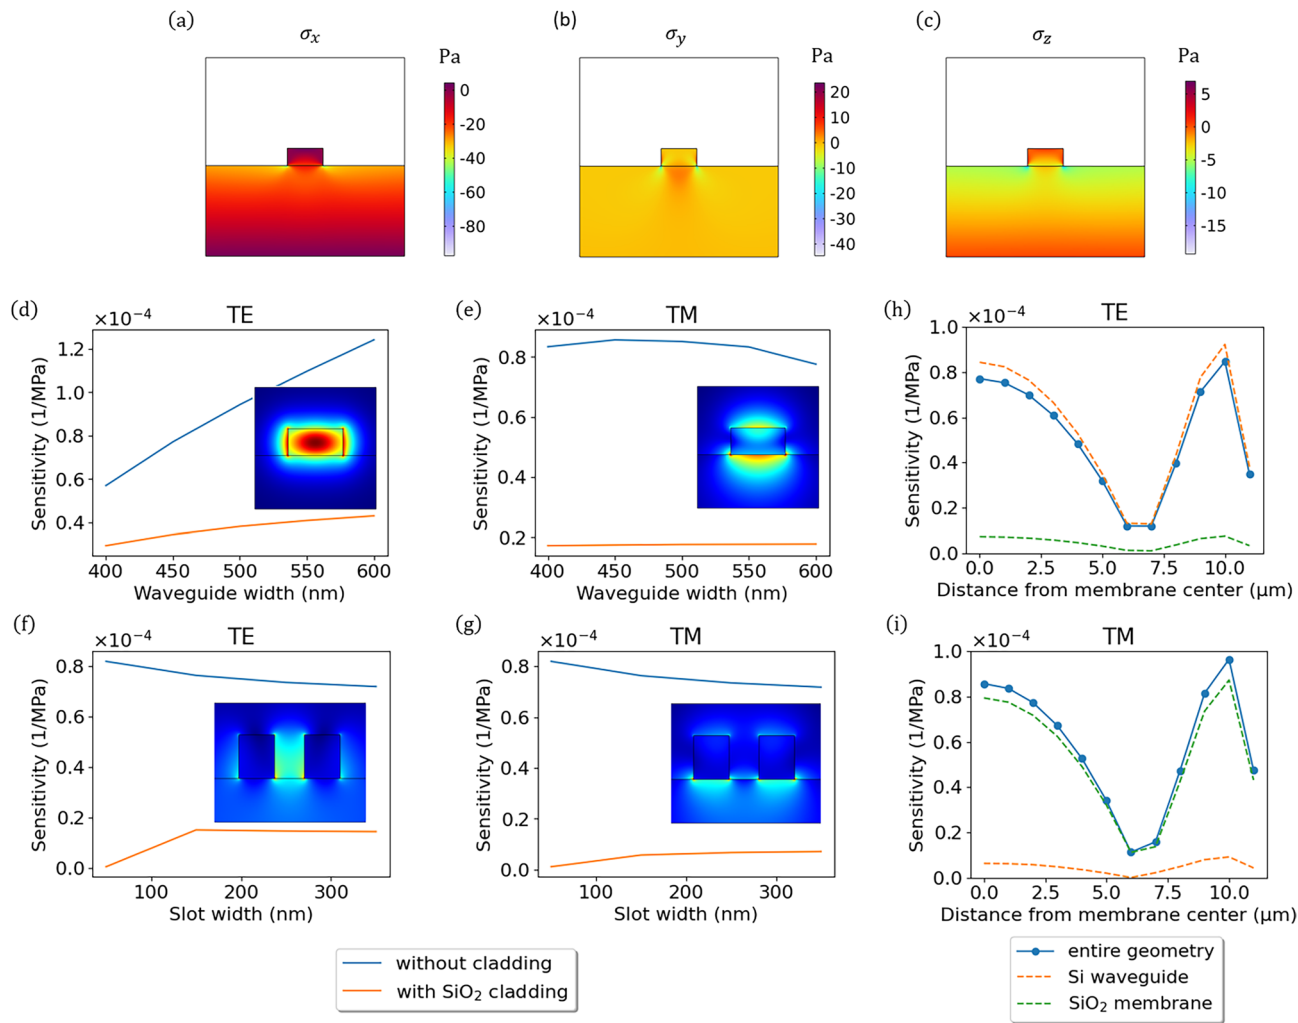 (a)
σx
Pa
0
-20
-40
-60
-80
(b)
σy
Pa
20
10
0
-10
-20
-30
-40
(c)
σz
Pa
5
0
-5
-10
-15
(d)
×10⁻⁴
TE
1.2
1.0
0.8
0.6
0.4
Sensitivity (1/MPa)
400 450 500 550 600
Waveguide width (nm)
(e)
×10⁻⁴
TM
0.8
0.6
0.4
0.2
Sensitivity (1/MPa)
400 450 500 550 600
Waveguide width (nm)
(h)
×10⁻⁴
TE
1.0
0.8
0.6
0.4
0.2
0.0
Sensitivity (1/MPa)
0.0 2.5 5.0 7.5 10.0
Distance from membrane center (μm)
(f)
×10⁻⁴
TE
0.8
0.6
0.4
0.2
0.0
Sensitivity (1/MPa)
100 200 300
Slot width (nm)
(g)
×10⁻⁴
TM
0.8
0.6
0.4
0.2
0.0
Sensitivity (1/MPa)
100 200 300
Slot width (nm)
(i)
×10⁻⁴
TM
1.0
0.8
0.6
0.4
0.2
0.0
Sensitivity (1/MPa)
0.0 2.5 5.0 7.5 10.0
Distance from membrane center (μm)
without cladding
with SiO₂ cladding
entire geometry
Si waveguide
SiO₂ membrane